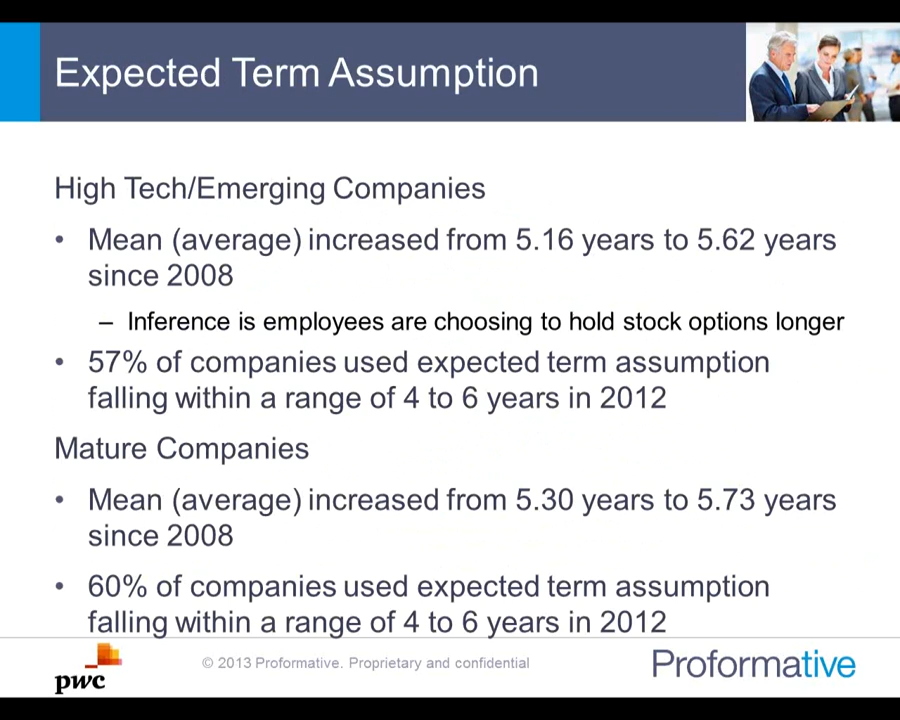 Expected Term Assumption
High Tech/Emerging Companies
• Mean (average) increased from 5.16 years to 5.62 years
since 2008
– Inference is employees are choosing to hold stock options longer
• 57% of companies used expected term assumption
falling within a range of 4 to 6 years in 2012
Mature Companies
• Mean (average) increased from 5.30 years to 5.73 years
since 2008
• 60% of companies used expected term assumption
falling within a range of 4 to 6 years in 2012
pwc
© 2013 Proformative. Proprietary and confidential
Proformative